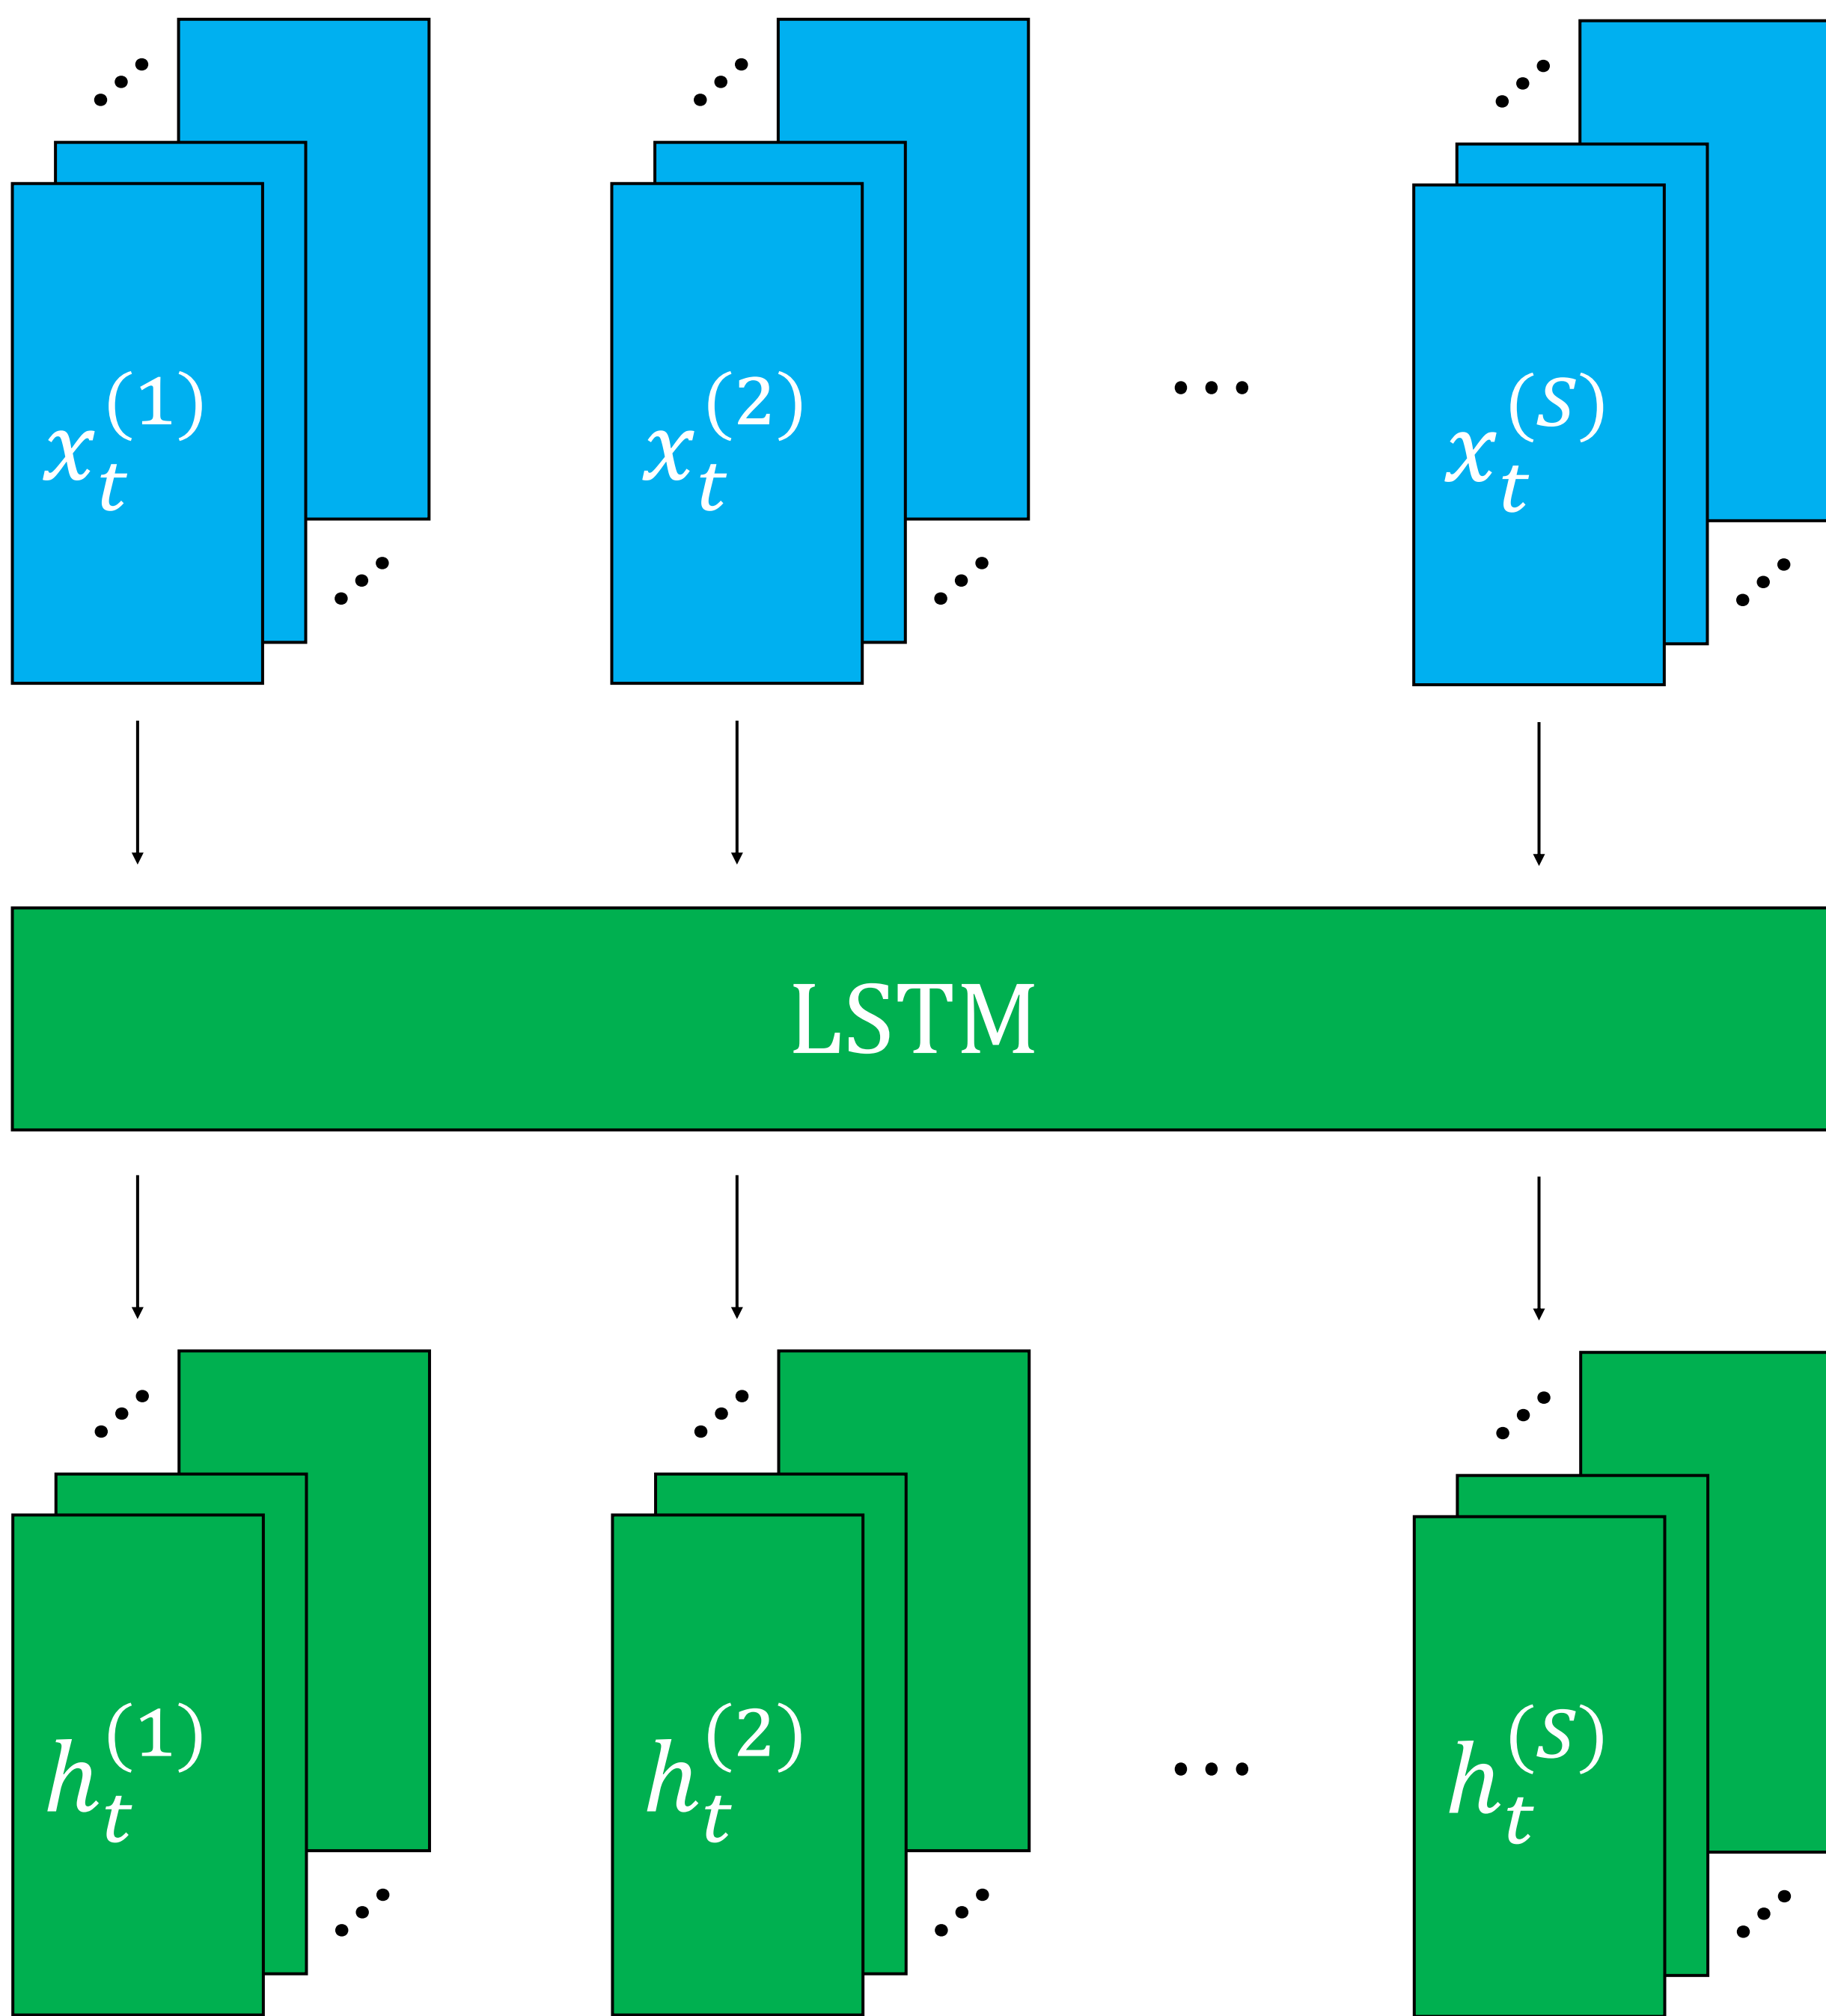 x_t^(1) x_t^(2) ... x_t^(S)
LSTM
h_t^(1) h_t^(2) ... h_t^(S)